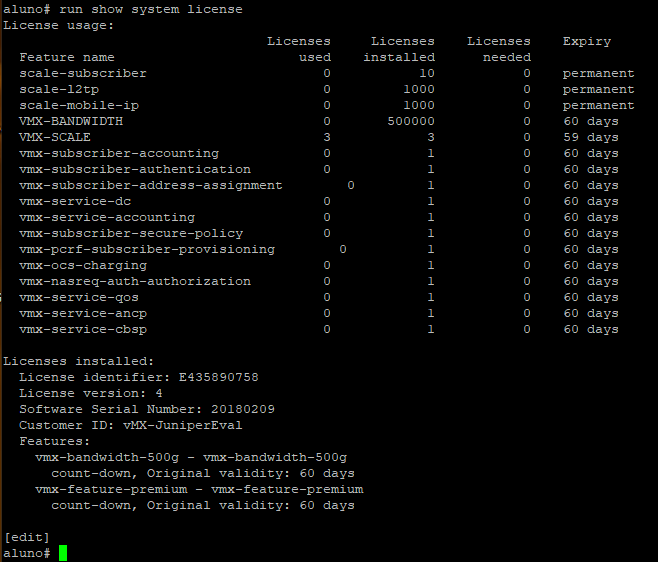 aluno# run show system license
License usage:
                                 Licenses     Licenses    Licenses    Expiry
  Feature name                       used    installed      needed
  scale-subscriber                      0           10           0    permanent
  scale-l2tp                            0         1000           0    permanent
  scale-mobile-ip                       0         1000           0    permanent
  VMX-BANDWIDTH                         0       500000           0    60 days
  VMX-SCALE                             3            3           0    59 days
  vmx-subscriber-accounting             0            1           0    60 days
  vmx-subscriber-authentication         0            1           0    60 days
  vmx-subscriber-address-assignment        0         1           0    60 days
  vmx-service-dc                        0            1           0    60 days
  vmx-service-accounting                0            1           0    60 days
  vmx-subscriber-secure-policy          0            1           0    60 days
  vmx-pcrf-subscriber-provisioning        0          1           0    60 days
  vmx-ocs-charging                      0            1           0    60 days
  vmx-nasreq-auth-authorization         0            1           0    60 days
  vmx-service-qos                       0            1           0    60 days
  vmx-service-ancp                      0            1           0    60 days
  vmx-service-cbsp                      0            1           0    60 days
Licenses installed:
  License identifier: E435890758
  License version: 4
  Software Serial Number: 20180209
  Customer ID: vMX-JuniperEval
  Features:
    vmx-bandwidth-500g - vmx-bandwidth-500g
      count-down, Original validity: 60 days
    vmx-feature-premium - vmx-feature-premium
      count-down, Original validity: 60 days
[edit]
aluno#